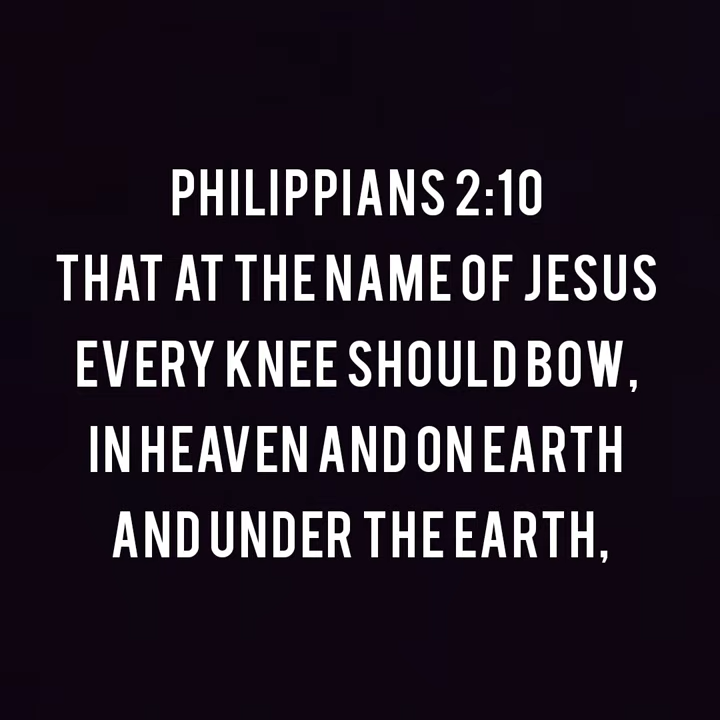 PHILIPPIANS 2:10
THAT AT THE NAME OF JESUS
EVERY KNEE SHOULD BOW,
IN HEAVEN AND ON EARTH
AND UNDER THE EARTH,